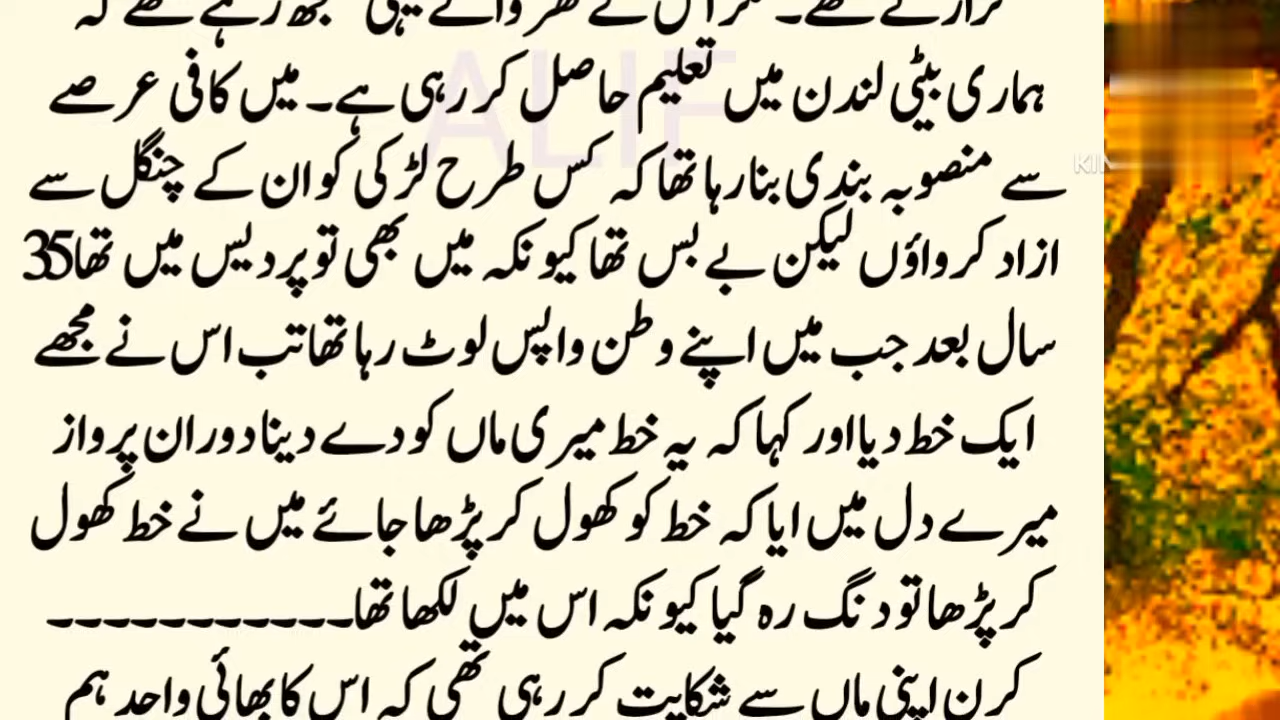 ہماری بیٹی لندن میں تعلیم حاصل کر رہی ہے۔ میں کافی عرصے
سے منصوبہ بندی بنا رہا تھا کہ کس طرح لڑکی کو ان کے چنگل سے
ازاد کرواؤں لیکن بے بس تھا کیونکہ میں بھی تو پردیس میں تھا35
سال بعد جب میں اپنے وطن واپس لوٹ رہا تھا تب اس نے مجھے
ایک خط دیا اور کہا کہ یہ خط میری ماں کو دے دینا دوران پرواز
میرے دل میں ایا کہ خط کو کھول کر پڑھا جائے میں نے خط کھول
کر پڑھا تو دنگ رہ گیا کیونکہ اس میں لکھا تھا۔۔۔۔۔۔۔۔۔۔۔
کرن اپنی ماں سے شکایت کر رہی تھی کہ اس کا بھائی واحد ہم
ALIF
KIN